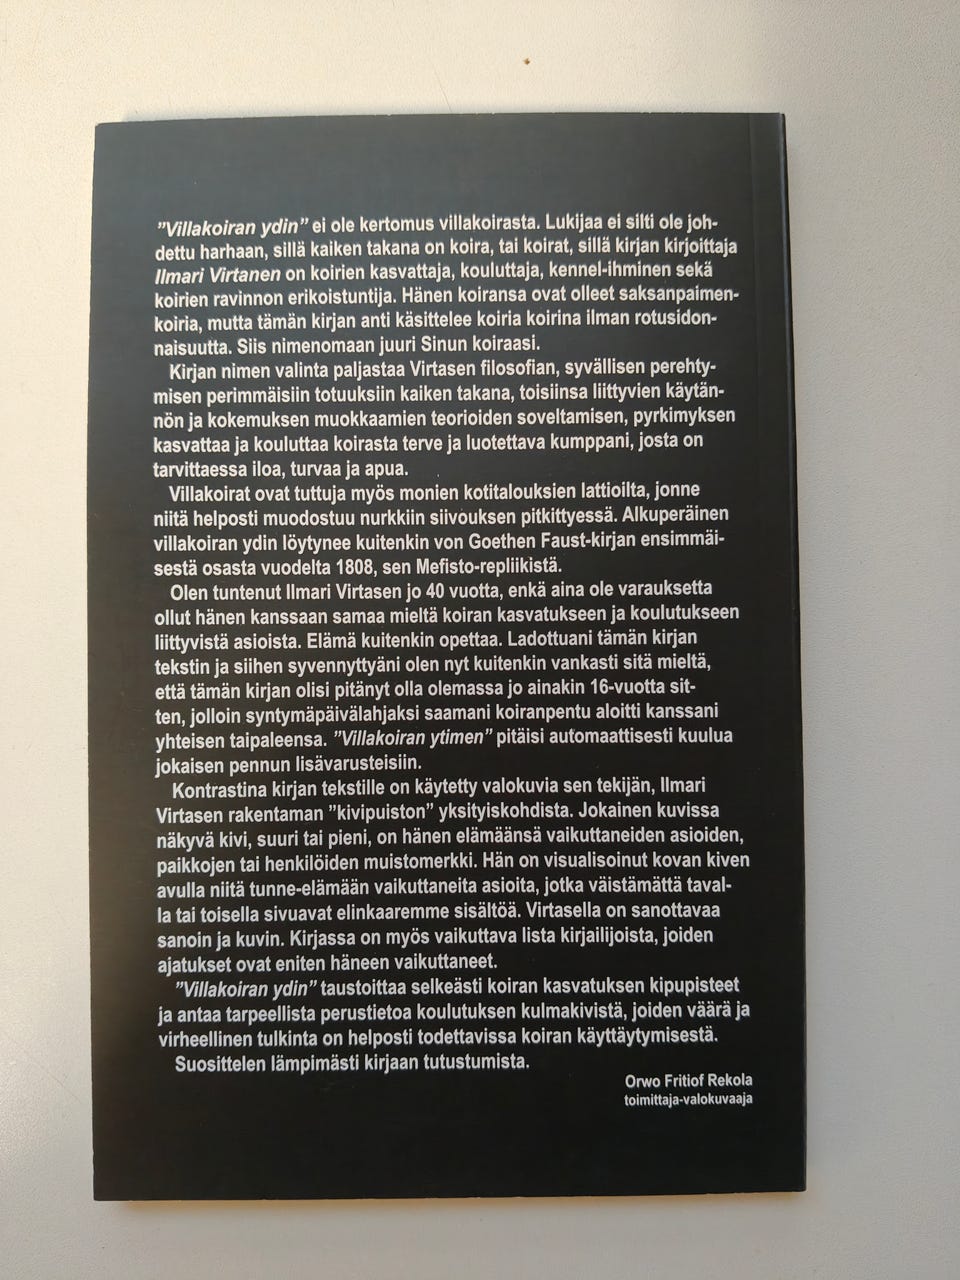 ”Villakoiran ydin” ei ole kertomus villakoirasta. Lukijaa ei silti ole joh-
dettu harhaan, sillä kaiken takana on koira, tai koirat, sillä kirjan kirjoittaja
Ilmari Virtanen on koirien kasvattaja, kouluttaja, kennel-ihminen sekä
koirien ravinnon erikoistuntija. Hänen koiransa ovat olleet saksanpaimen-
koiria, mutta tämän kirjan anti käsittelee koiria koirina ilman rotusidon-
naisuutta. Siis nimenomaan juuri Sinun koiraasi.
Kirjan nimen valinta paljastaa Virtasen filosofian, syvällisen perehty-
misen perimmäisiin totuuksiin kaiken takana, toisiinsa liittyvien käytän-
nön ja kokemuksen muokkaamien teorioiden soveltamisen, pyrkimyksen
kasvattaa ja kouluttaa koirasta terve ja luotettava kumppani, josta on
tarvittaessa iloa, turvaa ja apua.
Villakoirat ovat tuttuja myös monien kotitalouksien lattioilta, jonne
niitä helposti muodostuu nurkkiin siivouksen pitkittyessä. Alkuperäinen
villakoiran ydin löytynee kuitenkin von Goethen Faust-kirjan ensimmäi-
sestä osasta vuodelta 1808, sen Mefisto-repliikistä.
Olen tuntenut Ilmari Virtasen jo 40 vuotta, enkä aina ole varauksetta
ollut hänen kanssaan samaa mieltä koiran kasvatukseen ja koulutukseen
liittyvistä asioista. Elämä kuitenkin opettaa. Ladottuani tämän kirjan
tekstin ja siihen syvennyttyäni olen nyt kuitenkin vankasti sitä mieltä,
että tämän kirjan olisi pitänyt olla olemassa jo ainakin 16-vuotta sit-
ten, jolloin syntymäpäivälahjaksi saamani koiranpentu aloitti kanssani
yhteisen taipaleensa. ”Villakoiran ytimen” pitäisi automaattisesti kuulua
jokaisen pennun lisävarusteisiin.
Kontrastina kirjan tekstille on käytetty valokuvia sen tekijän, Ilmari
Virtasen rakentaman ”kivipuiston” yksityiskohdista. Jokainen kuvissa
näkyvä kivi, suuri tai pieni, on hänen elämäänsä vaikuttaneiden asioiden,
paikkojen tai henkilöiden muistomerkki. Hän on visualisoinut kovan kiven
avulla niitä tunne-elämään vaikuttaneita asioita, jotka väistämättä taval-
la tai toisella sivuavat elinkaaremme sisältöä. Virtasella on sanottavaa
sanoin ja kuvin. Kirjassa on myös vaikuttava lista kirjailijoista, joiden
ajatukset ovat eniten häneen vaikuttaneet.
”Villakoiran ydin” taustoittaa selkeästi koiran kasvatuksen kipupisteet
ja antaa tarpeellista perustietoa koulutuksen kulmakivistä, joiden väärä ja
virheellinen tulkinta on helposti todettavissa koiran käyttäytymisestä.
Suosittelen lämpimästi kirjaan tutustumista.
Orwo Fritiof Rekola
toimittaja-valokuvaaja